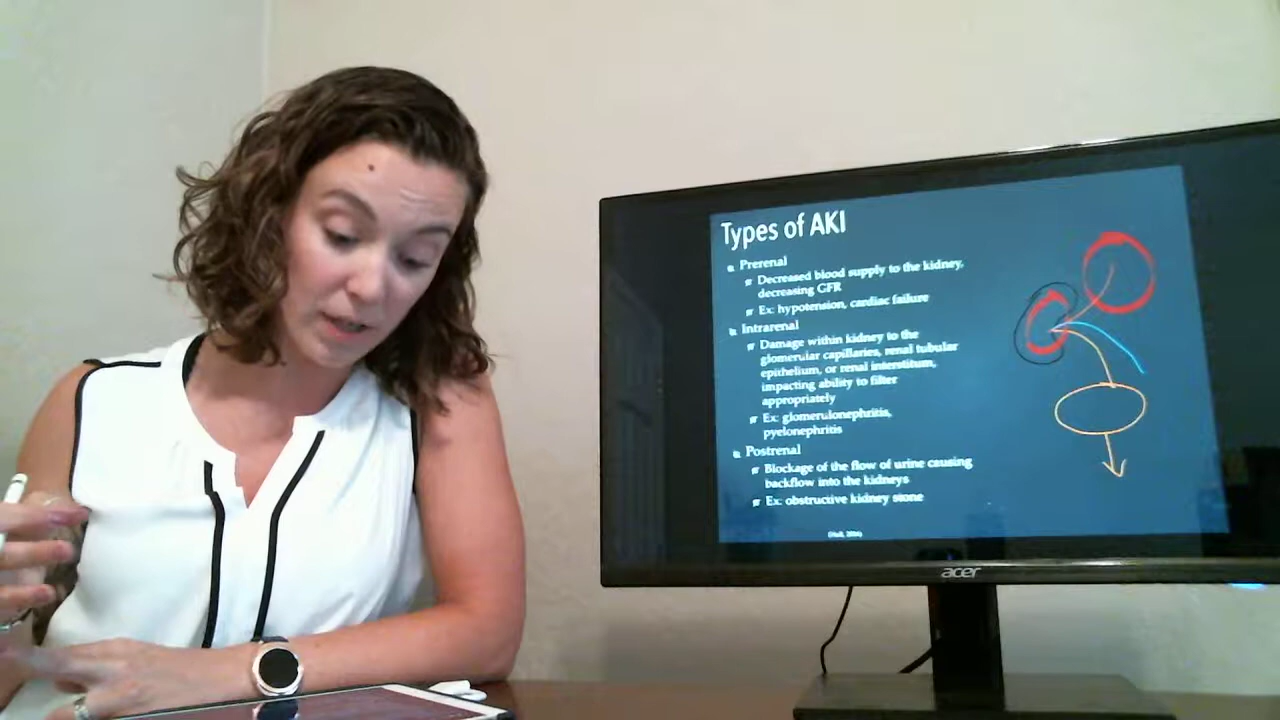 Types of AKI
Prerenal
Decreased blood supply to the kidney,
decreasing GFR
Ex: hypotension, cardiac failure
Intrarenal
Damage within kidney to the
glomerular capillaries, renal tubular
epithelium, or renal interstitum,
impacting ability to filter
appropriately
Ex: glomerulonephritis,
pyelonephritis
Postrenal
Blockage of the flow of urine causing
backflow into the kidneys
Ex: obstructive kidney stone
acer